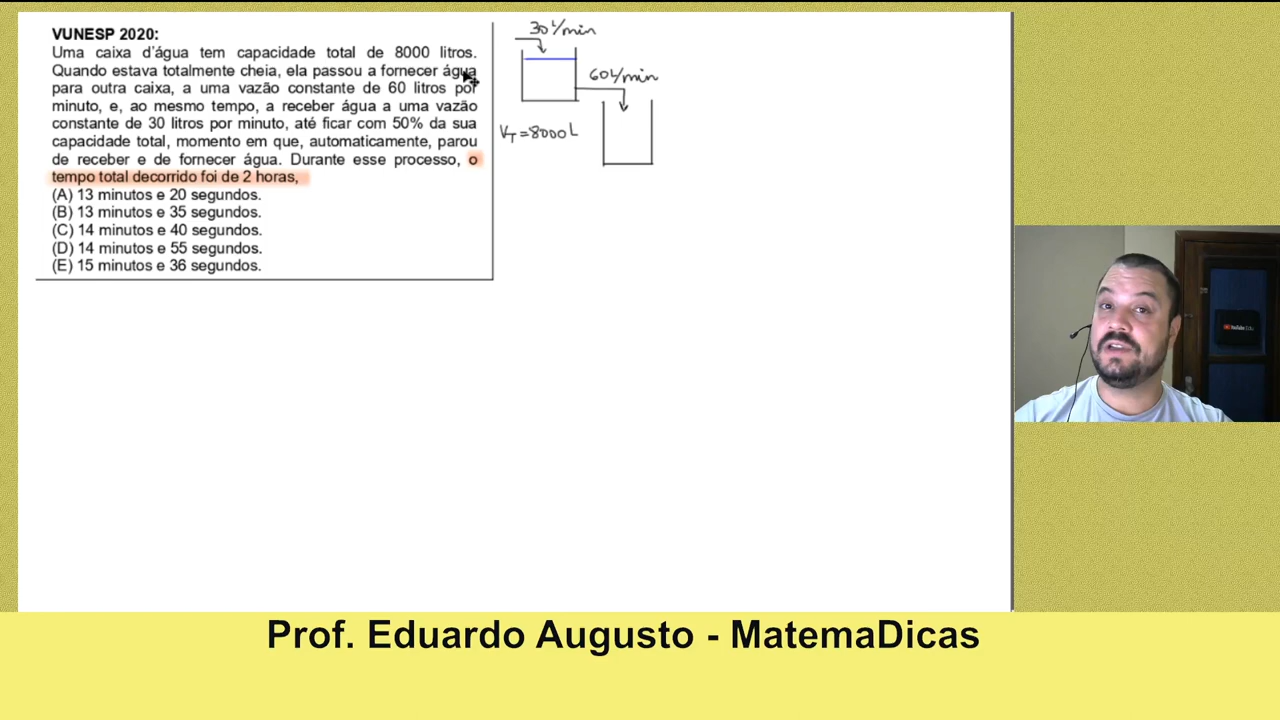 VUNESP 2020:
Uma caixa d'água tem capacidade total de 8000 litros.
Quando estava totalmente cheia, ela passou a fornecer água
para outra caixa, a uma vazão constante de 60 litros por
minuto, e, ao mesmo tempo, a receber água a uma vazão
constante de 30 litros por minuto, até ficar com 50% da sua
capacidade total, momento em que, automaticamente, parou
de receber e de fornecer água. Durante esse processo, o
tempo total decorrido foi de 2 horas,
(A) 13 minutos e 20 segundos.
(B) 13 minutos e 35 segundos.
(C) 14 minutos e 40 segundos.
(D) 14 minutos e 55 segundos.
(E) 15 minutos e 36 segundos.
30L/min
60L/min
VT=8000L
Prof. Eduardo Augusto - MatemaDicas